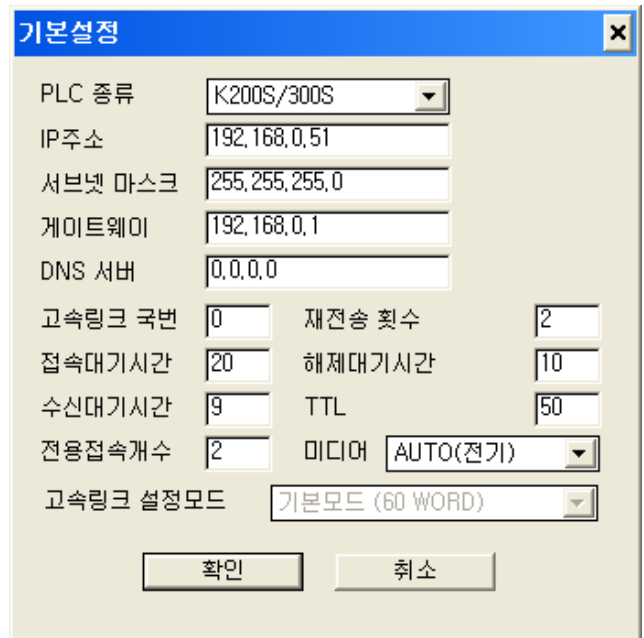 기본설정
PLC 종류 K200S/300S
IP주소 192,168,0,51
서브넷 마스크 255,255,255,0
게이트웨이 192,168,0,1
DNS 서버 0,0,0,0
고속링크 국번 0 재전송 횟수 2
접속대기시간 20 해제대기시간 10
수신대기시간 9 TTL 50
전용접속개수 2 미디어 AUTO(전기)
고속링크 설정모드 기본모드 (60 WORD)
확인 취소